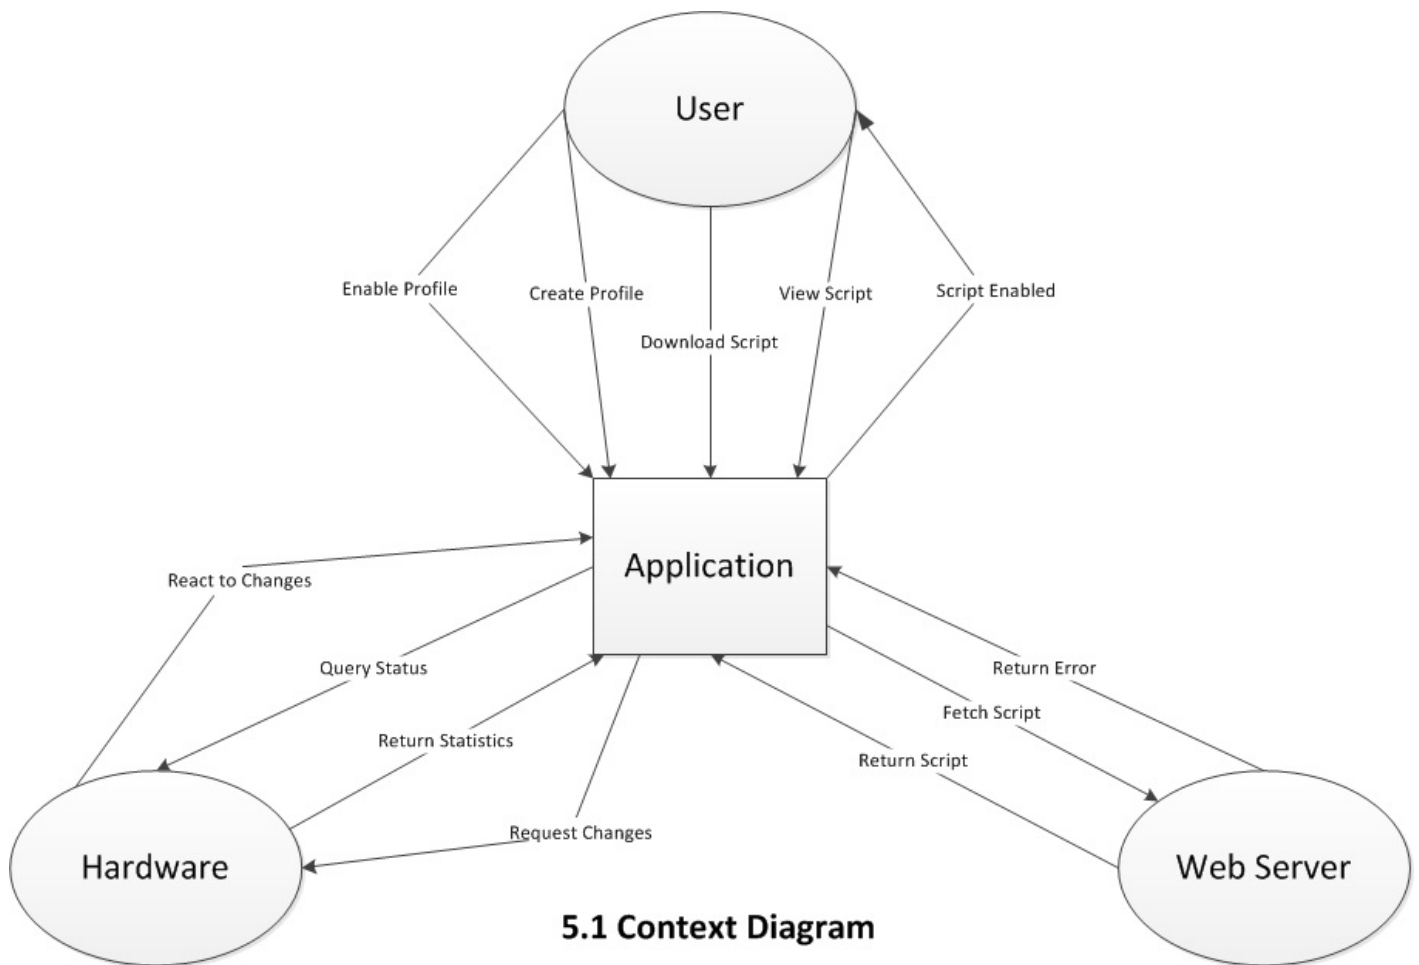 User
Enable Profile
Create Profile
View Script
Script Enabled
Download Script
Application
React to Changes
Query Status
Return Error
Fetch Script
Return Statistics
Return Script
Request Changes
Hardware
Web Server
5.1 Context Diagram